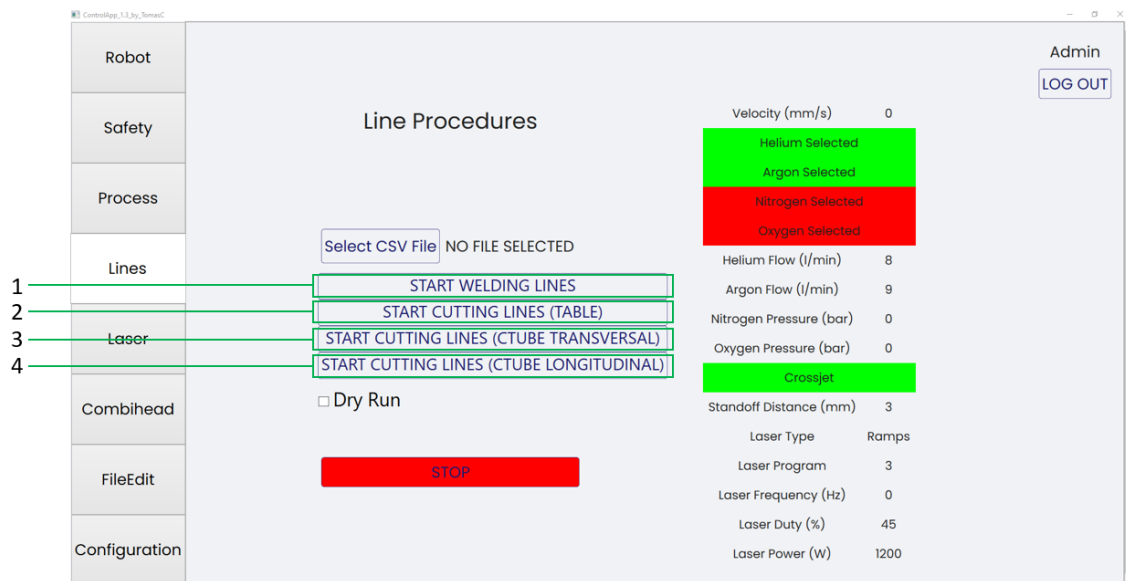 ControlApp_1.3_by_TomasC
Robot
Safety
Process
Lines
Laser
Combihead
FileEdit
Configuration
Admin
LOG OUT
Line Procedures
Select CSV File NO FILE SELECTED
1 START WELDING LINES
2 START CUTTING LINES (TABLE)
3 START CUTTING LINES (CTUBE TRANSVERSAL)
4 START CUTTING LINES (CTUBE LONGITUDINAL)
Dry Run
STOP
Velocity (mm/s) 0
Helium Selected
Argon Selected
Nitrogen Selected
Oxygen Selected
Helium Flow (l/min) 8
Argon Flow (l/min) 9
Nitrogen Pressure (bar) 0
Oxygen Pressure (bar) 0
Crossjet
Standoff Distance (mm) 3
Laser Type Ramps
Laser Program 3
Laser Frequency (Hz) 0
Laser Duty (%) 45
Laser Power (W) 1200